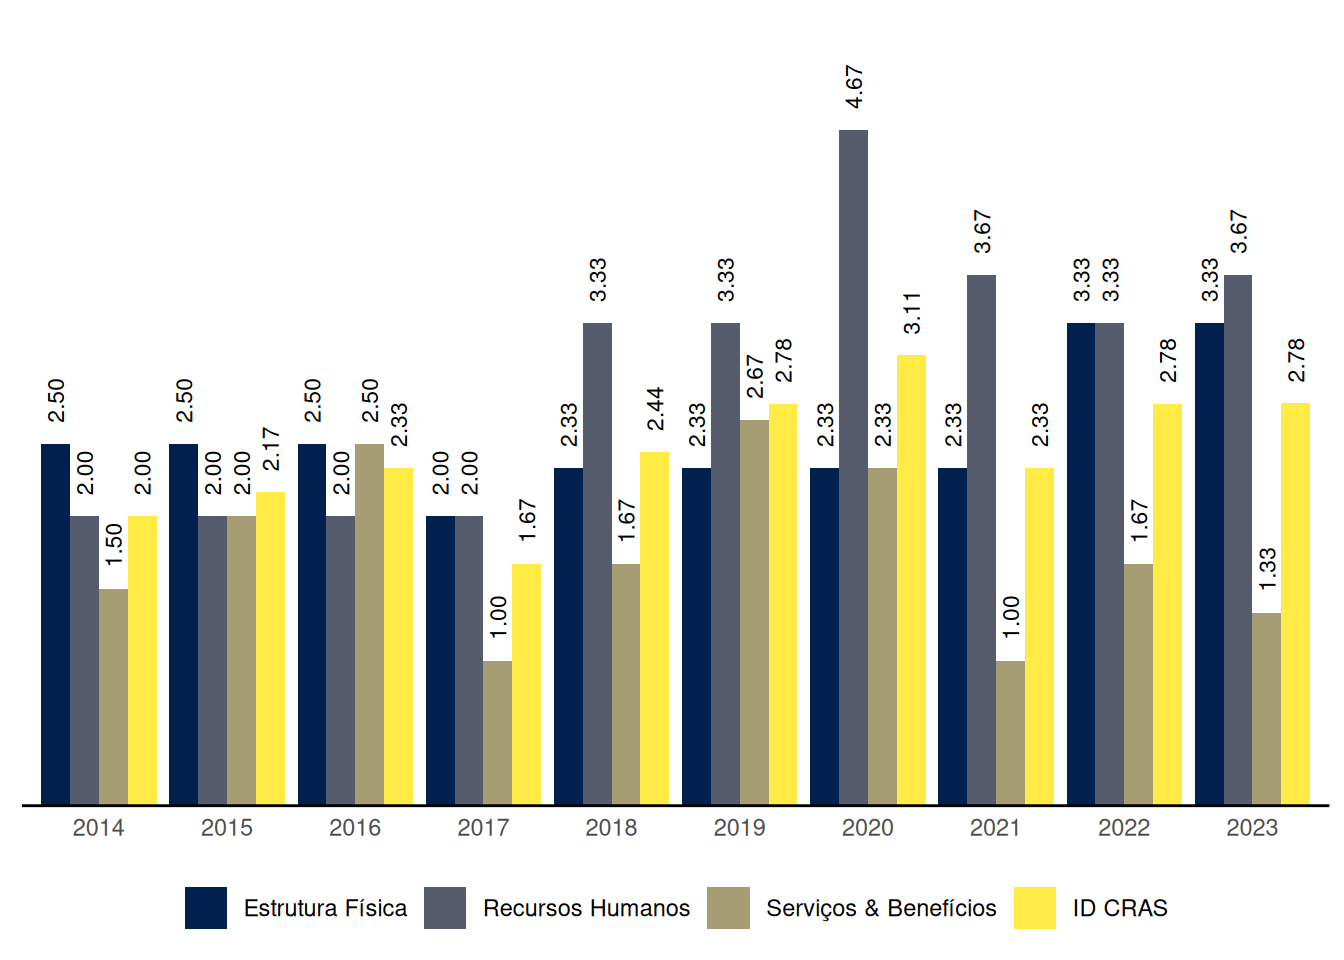 2.50 2.00 1.50 2.00
2.50 2.00 2.00 2.17
2.50 2.00 2.50 2.33
2.00 2.00 1.00 1.67
2.33 3.33 1.67 2.44
2.33 3.33 2.67 2.78
2.33 4.67 2.33 3.11
2.33 3.67 1.00 2.33
3.33 3.33 1.67 2.78
3.33 3.67 1.33 2.78
2014 2015 2016 2017 2018 2019 2020 2021 2022 2023
Estrutura Física Recursos Humanos Serviços & Benefícios ID CRAS